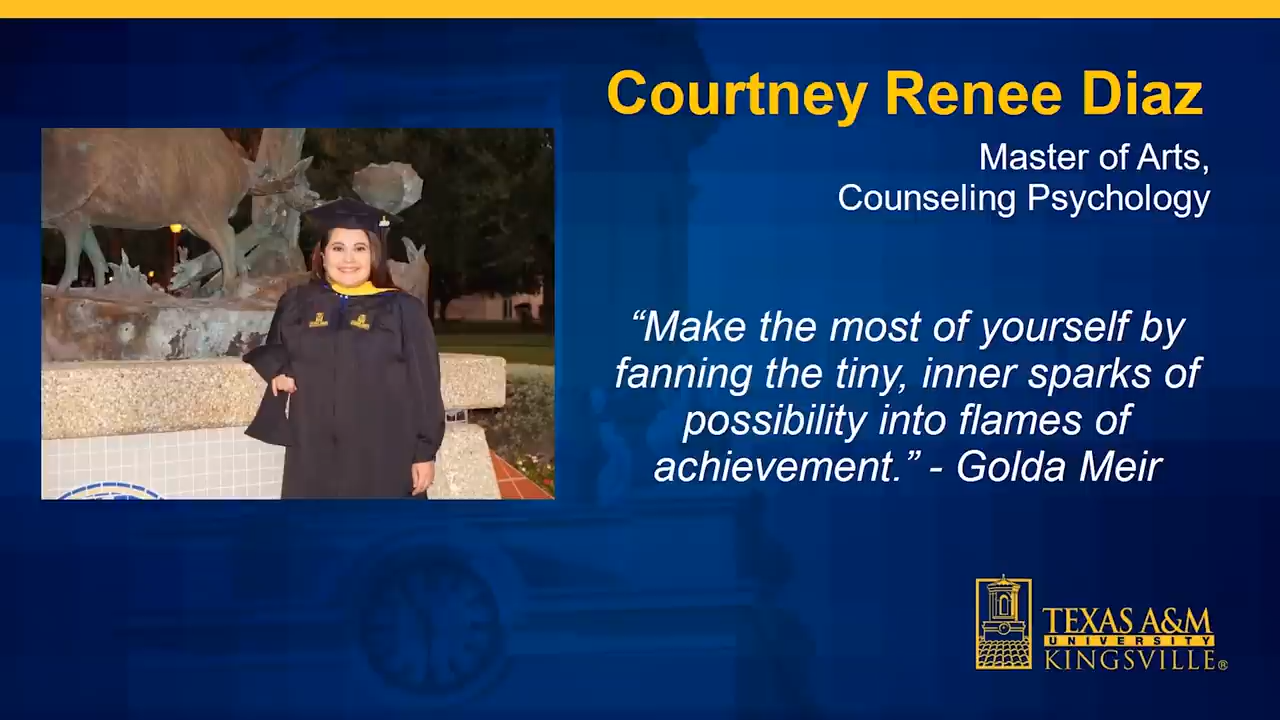 Courtney Renee Diaz
Master of Arts,
Counseling Psychology
“Make the most of yourself by
fanning the tiny, inner sparks of
possibility into flames of
achievement.” - Golda Meir
TEXAS A&M
UNIVERSITY
KINGSVILLE®